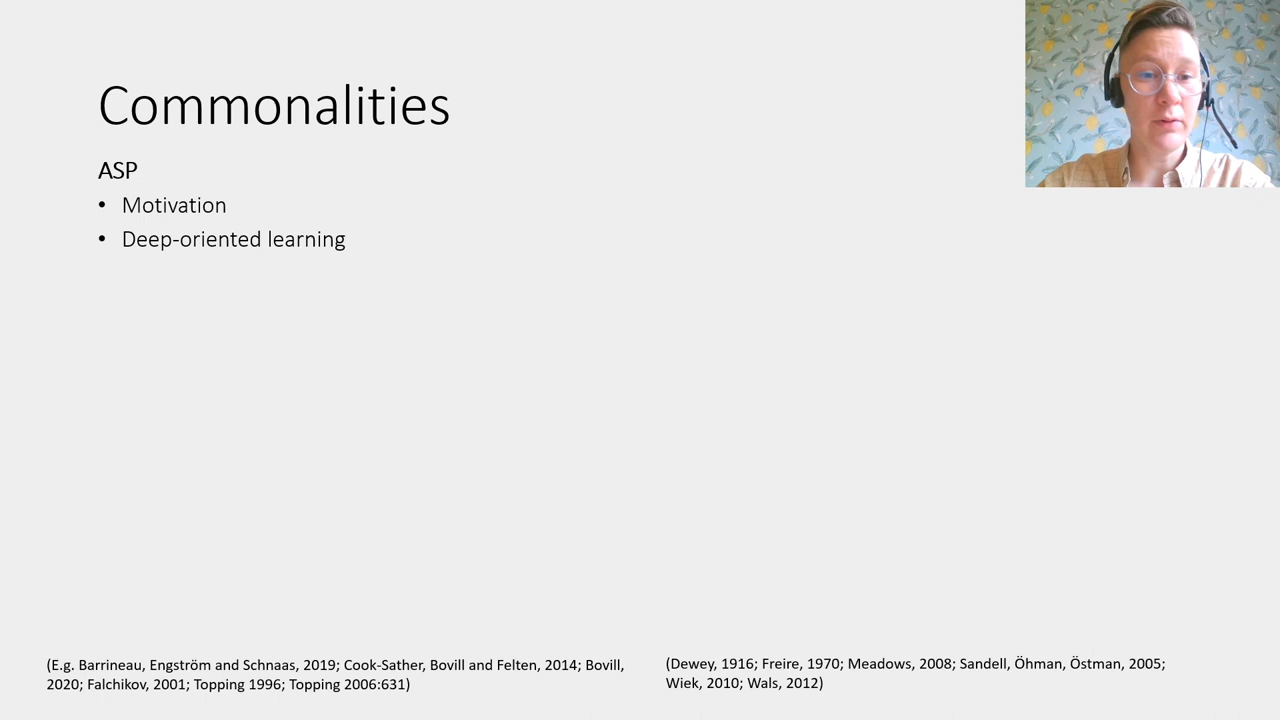 Commonalities
ASP
• Motivation
• Deep-oriented learning
(E.g. Barrineau, Engström and Schnaas, 2019; Cook-Sather, Bovill and Felten, 2014; Bovill,
2020; Falchikov, 2001; Topping 1996; Topping 2006:631)
(Dewey, 1916; Freire, 1970; Meadows, 2008; Sandell, Öhman, Östman, 2005;
Wiek, 2010; Wals, 2012)